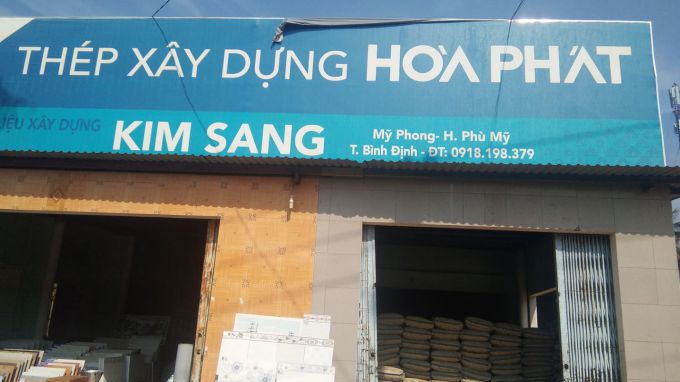 THÉP XÂY DỰNG HÒA PHÁT
LIỆU XÂY DỰNG
KIM SANG
Mỹ Phong- H. Phù Mỹ
T. Bình Định - ĐT: 0918.198.379